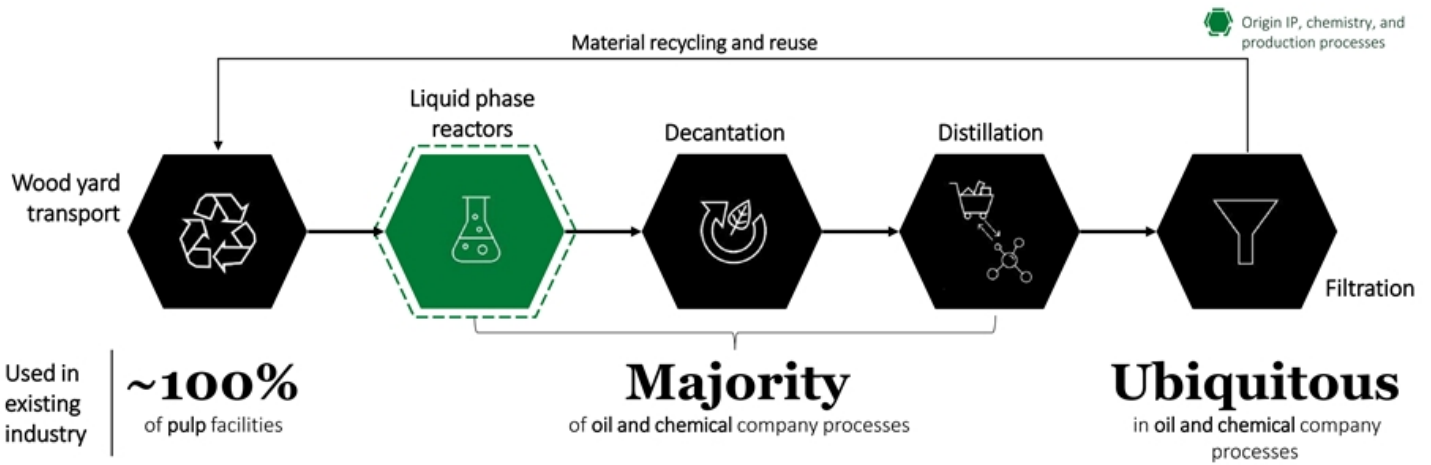 Origin IP, chemistry, and
production processes
Material recycling and reuse
Liquid phase
reactors
Decantation
Distillation
Wood yard
transport
Filtration
Used in
existing
industry
~100%
of pulp facilities
Majority
of oil and chemical company processes
Ubiquitous
in oil and chemical company
processes